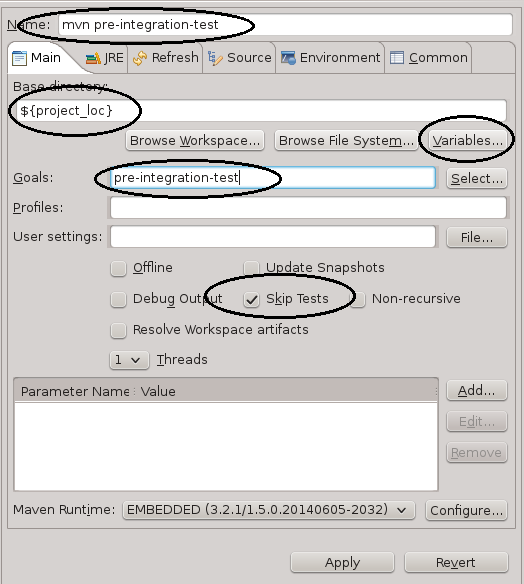 Name: mvn pre-integration-test
Main JRE Refresh Source Environment Common
Base directory:
${project_loc}
Browse Workspace... Browse File System... Variables...
Goals: pre-integration-test Select...
Profiles:
User settings: File...
Offline Update Snapshots
Debug Output Skip Tests Non-recursive
Resolve Workspace artifacts
1 Threads
Parameter Name Value
Add...
Edit...
Remove
Maven Runtime: EMBEDDED (3.2.1/1.5.0.20140605-2032) Configure...
Apply Revert